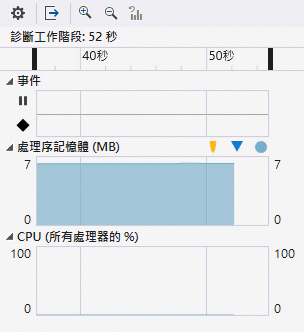 診斷工作階段: 52 秒
40秒 50秒
事件
處理序記憶體 (MB)
7 7
0 0
CPU (所有處理器的 %)
100 100
0 0